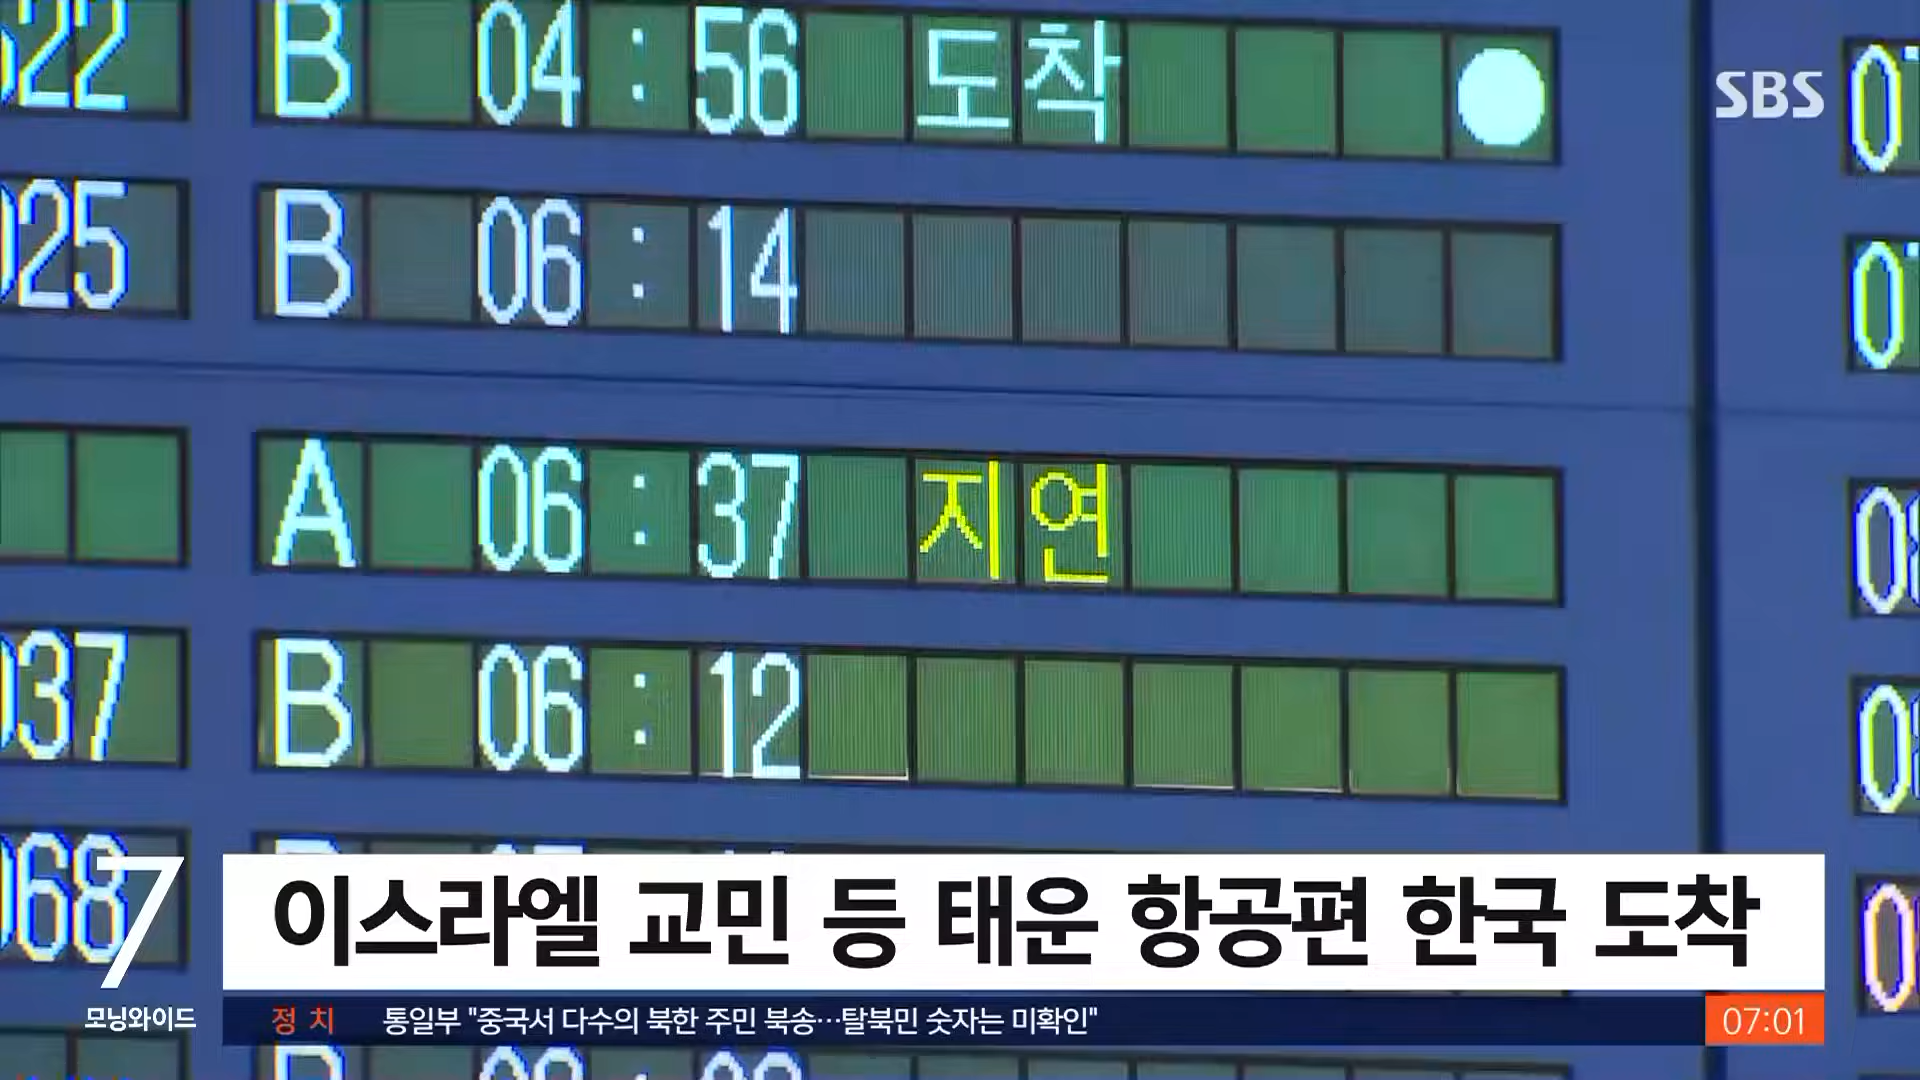 22 B 04 : 56 도착
SBS
025 B 06 : 14
A 06 : 37 지연
037 B 06 : 12
068
7
모닝와이드
이스라엘 교민 등 태운 항공편 한국 도착
정치 통일부 "중국서 다수의 북한 주민 북송…탈북민 숫자는 미확인"
07:01